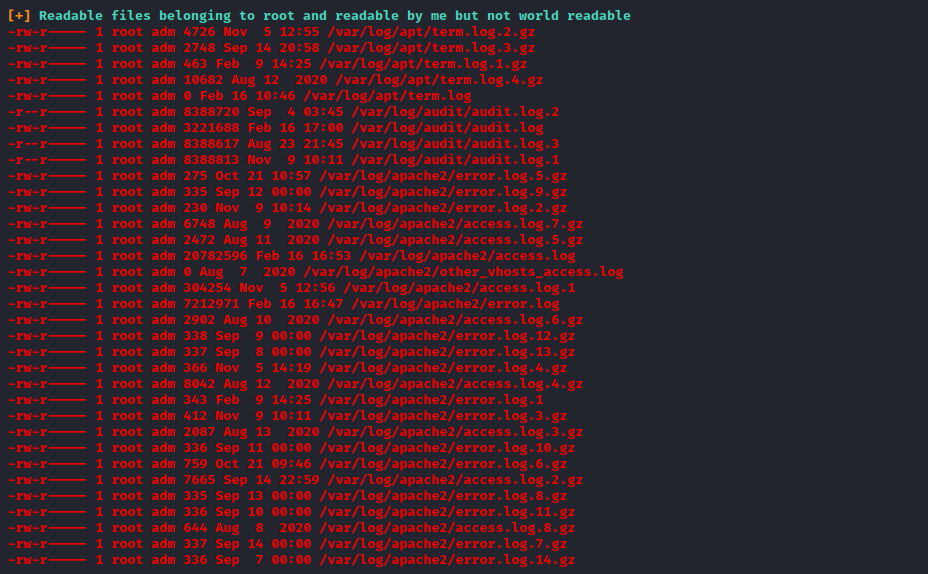 [+] Readable files belonging to root and readable by me but not world readable
-rw-r----- 1 root adm 4726 Nov  5 12:55 /var/log/apt/term.log.2.gz
-rw-r----- 1 root adm 2748 Sep 14 20:58 /var/log/apt/term.log.3.gz
-rw-r----- 1 root adm 463 Feb  9 14:25 /var/log/apt/term.log.1.gz
-rw-r----- 1 root adm 10682 Aug 12  2020 /var/log/apt/term.log.4.gz
-rw-r----- 1 root adm 0 Feb 16 10:46 /var/log/apt/term.log
-r--r----- 1 root adm 8388720 Sep  4 03:45 /var/log/audit/audit.log.2
-rw-r----- 1 root adm 3221688 Feb 16 17:00 /var/log/audit/audit.log
-r--r----- 1 root adm 8388617 Aug 23 21:45 /var/log/audit/audit.log.3
-r--r----- 1 root adm 8388813 Nov  9 10:11 /var/log/audit/audit.log.1
-rw-r----- 1 root adm 275 Oct 21 10:57 /var/log/apache2/error.log.5.gz
-rw-r----- 1 root adm 335 Sep 12 00:00 /var/log/apache2/error.log.9.gz
-rw-r----- 1 root adm 230 Nov  9 10:14 /var/log/apache2/error.log.2.gz
-rw-r----- 1 root adm 6748 Aug  9  2020 /var/log/apache2/access.log.7.gz
-rw-r----- 1 root adm 2472 Aug 11  2020 /var/log/apache2/access.log.5.gz
-rw-r----- 1 root adm 20782596 Feb 16 16:53 /var/log/apache2/access.log
-rw-r----- 1 root adm 0 Aug  7  2020 /var/log/apache2/other_vhosts_access.log
-rw-r----- 1 root adm 304254 Nov  5 12:56 /var/log/apache2/access.log.1
-rw-r----- 1 root adm 7212971 Feb 16 16:47 /var/log/apache2/error.log
-rw-r----- 1 root adm 2902 Aug 10  2020 /var/log/apache2/access.log.6.gz
-rw-r----- 1 root adm 338 Sep  9 00:00 /var/log/apache2/error.log.12.gz
-rw-r----- 1 root adm 337 Sep  8 00:00 /var/log/apache2/error.log.13.gz
-rw-r----- 1 root adm 366 Nov  5 14:19 /var/log/apache2/error.log.4.gz
-rw-r----- 1 root adm 8042 Aug 12  2020 /var/log/apache2/access.log.4.gz
-rw-r----- 1 root adm 343 Feb  9 14:25 /var/log/apache2/error.log.1
-rw-r----- 1 root adm 412 Nov  9 10:11 /var/log/apache2/error.log.3.gz
-rw-r----- 1 root adm 2087 Aug 13  2020 /var/log/apache2/access.log.3.gz
-rw-r----- 1 root adm 336 Sep 11 00:00 /var/log/apache2/error.log.10.gz
-rw-r----- 1 root adm 759 Oct 21 09:46 /var/log/apache2/error.log.6.gz
-rw-r----- 1 root adm 7665 Sep 14 22:59 /var/log/apache2/access.log.2.gz
-rw-r----- 1 root adm 335 Sep 13 00:00 /var/log/apache2/error.log.8.gz
-rw-r----- 1 root adm 336 Sep 10 00:00 /var/log/apache2/error.log.11.gz
-rw-r----- 1 root adm 644 Aug  8  2020 /var/log/apache2/access.log.8.gz
-rw-r----- 1 root adm 337 Sep 14 00:00 /var/log/apache2/error.log.7.gz
-rw-r----- 1 root adm 336 Sep  7 00:00 /var/log/apache2/error.log.14.gz